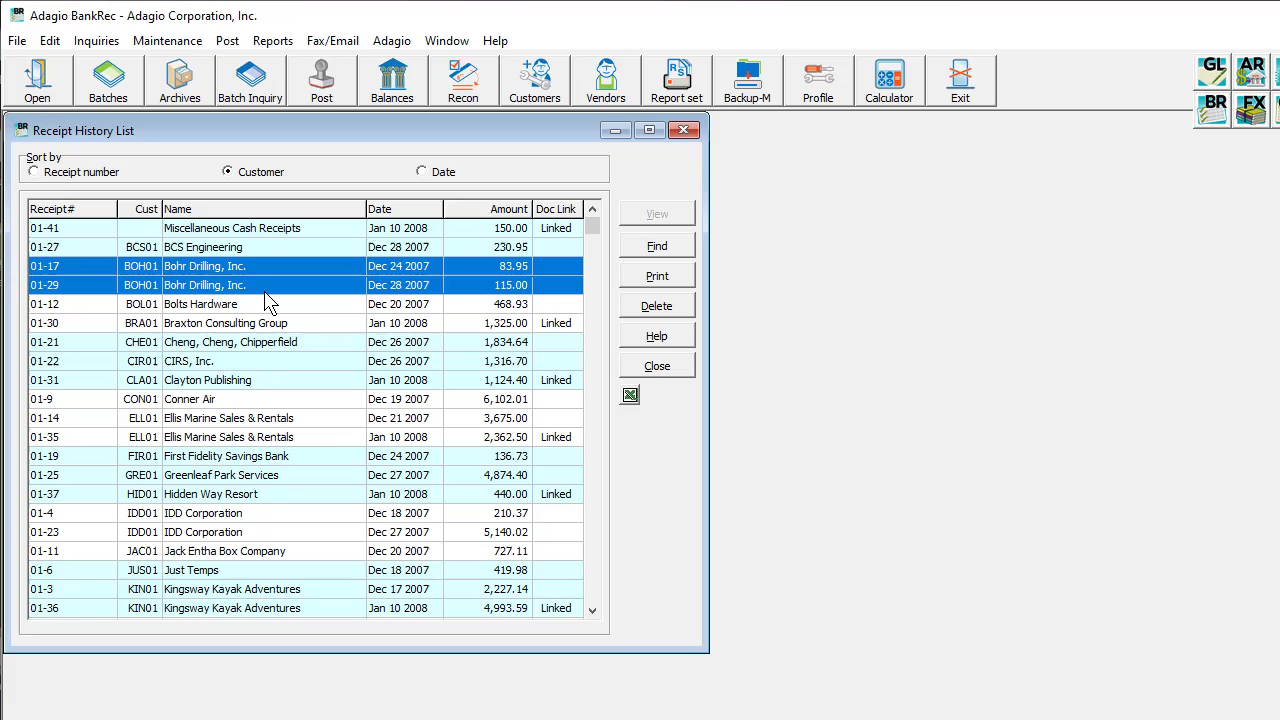 Adagio BankRec - Adagio Corporation, Inc.
File Edit Inquiries Maintenance Post Reports Fax/Email Adagio Window Help
Open Batches Archives Batch Inquiry Post Balances Recon Customers Vendors Report set Backup-M Profile Calculator Exit
GL AR
BR FX
Receipt History List
Sort by
Receipt number Customer Date
Receipt# Cust Name Date Amount Doc Link
01-41 Miscellaneous Cash Receipts Jan 10 2008 150.00 Linked
01-27 BCS01 BCS Engineering Dec 28 2007 230.95
01-17 BOH01 Bohr Drilling, Inc. Dec 24 2007 83.95
01-29 BOH01 Bohr Drilling, Inc. Dec 28 2007 115.00
01-12 BOL01 Bolts Hardware Dec 20 2007 468.93
01-30 BRA01 Braxton Consulting Group Jan 10 2008 1,325.00 Linked
01-21 CHE01 Cheng, Cheng, Chipperfield Dec 26 2007 1,834.64
01-22 CIR01 CIRS, Inc. Dec 26 2007 1,316.70
01-31 CLA01 Clayton Publishing Jan 10 2008 1,124.40 Linked
01-9 CON01 Conner Air Dec 19 2007 6,102.01
01-14 ELL01 Ellis Marine Sales & Rentals Dec 21 2007 3,675.00
01-35 ELL01 Ellis Marine Sales & Rentals Jan 10 2008 2,362.50 Linked
01-19 FIR01 First Fidelity Savings Bank Dec 24 2007 136.73
01-25 GRE01 Greenleaf Park Services Dec 27 2007 4,874.40
01-37 HID01 Hidden Way Resort Jan 10 2008 440.00 Linked
01-4 IDD01 IDD Corporation Dec 18 2007 210.37
01-23 IDD01 IDD Corporation Dec 27 2007 5,140.02
01-11 JAC01 Jack Entha Box Company Dec 20 2007 727.11
01-6 JUS01 Just Temps Dec 18 2007 419.98
01-3 KIN01 Kingsway Kayak Adventures Dec 17 2007 2,227.14
01-36 KIN01 Kingsway Kayak Adventures Jan 10 2008 4,993.59 Linked
View
Find
Print
Delete
Help
Close